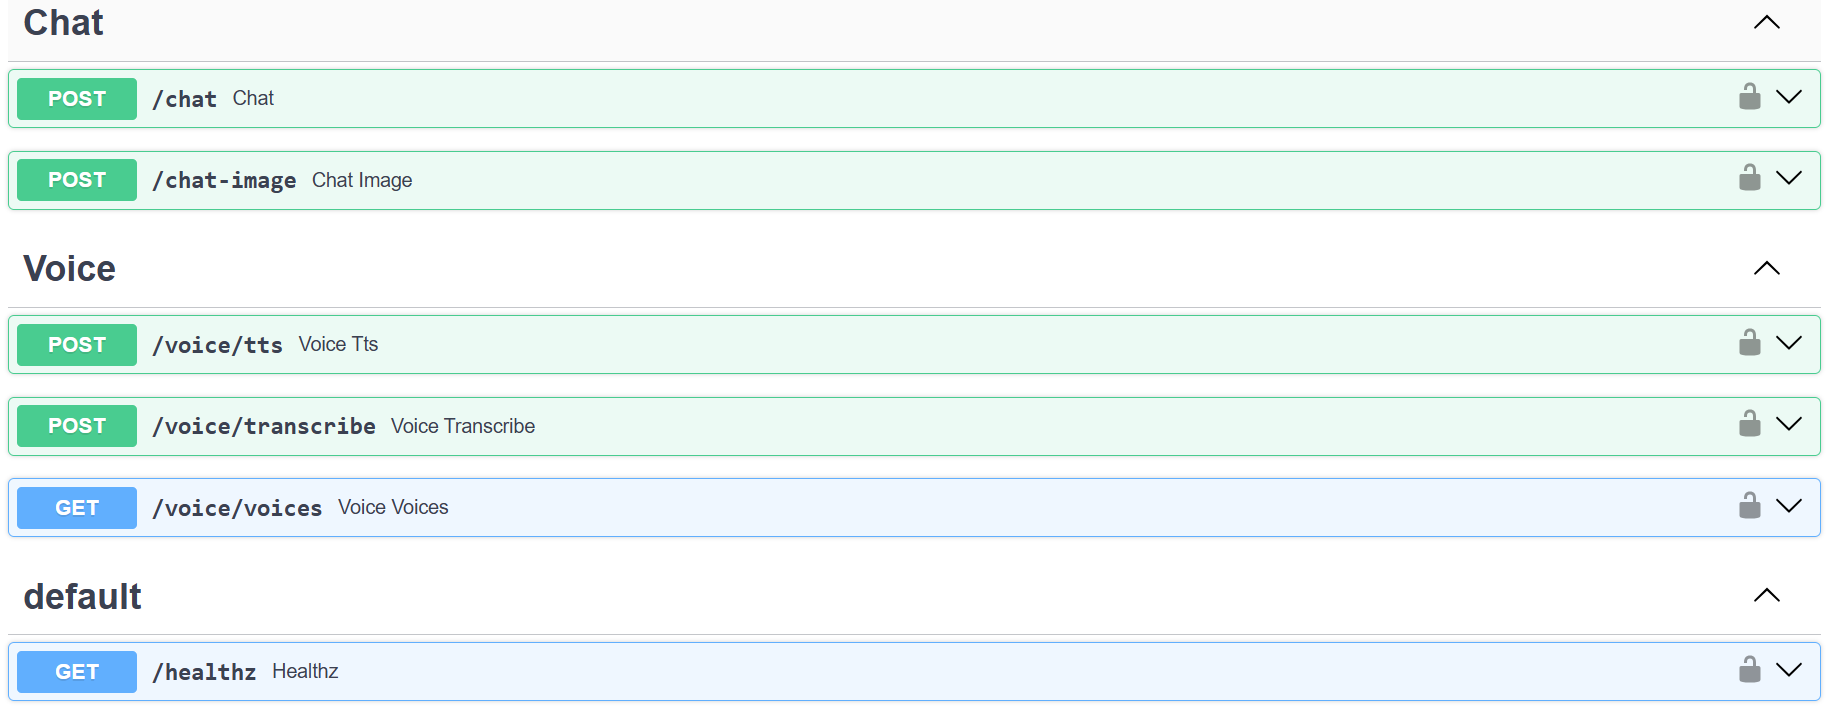 Chat
POST /chat Chat
POST /chat-image Chat Image
Voice
POST /voice/tts Voice Tts
POST /voice/transcribe Voice Transcribe
GET /voice/voices Voice Voices
default
GET /healthz Healthz